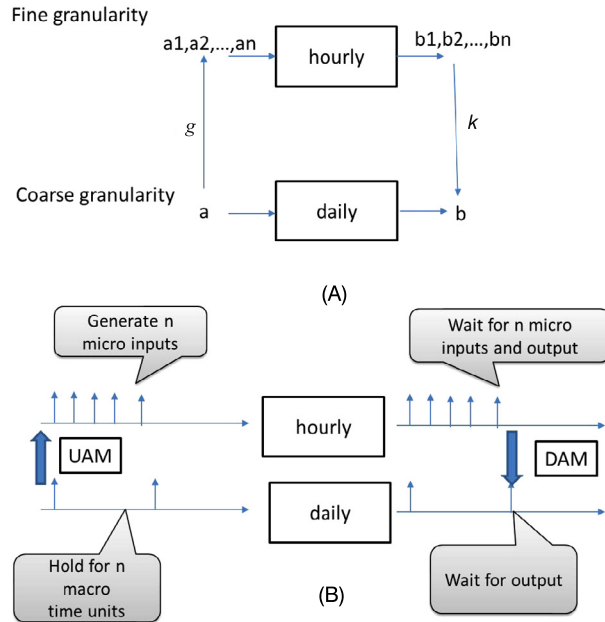 Fine granularity
a1,a2,...,an
hourly
b1,b2,...,bn
g
k
Coarse granularity
a
daily
b
(A)
Generate n
micro inputs
Wait for n micro
inputs and output
UAM
hourly
DAM
daily
Hold for n
macro
time units
Wait for output
(B)